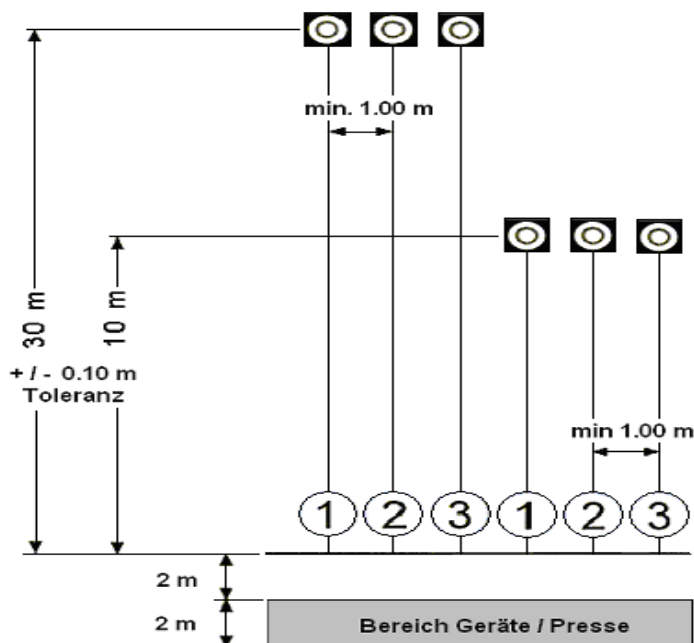 min. 1.00 m
30 m
10 m
+ / - 0.10 m
Toleranz
min 1.00 m
1 2 3 1 2 3
2 m
2 m
Bereich Geräte / Presse